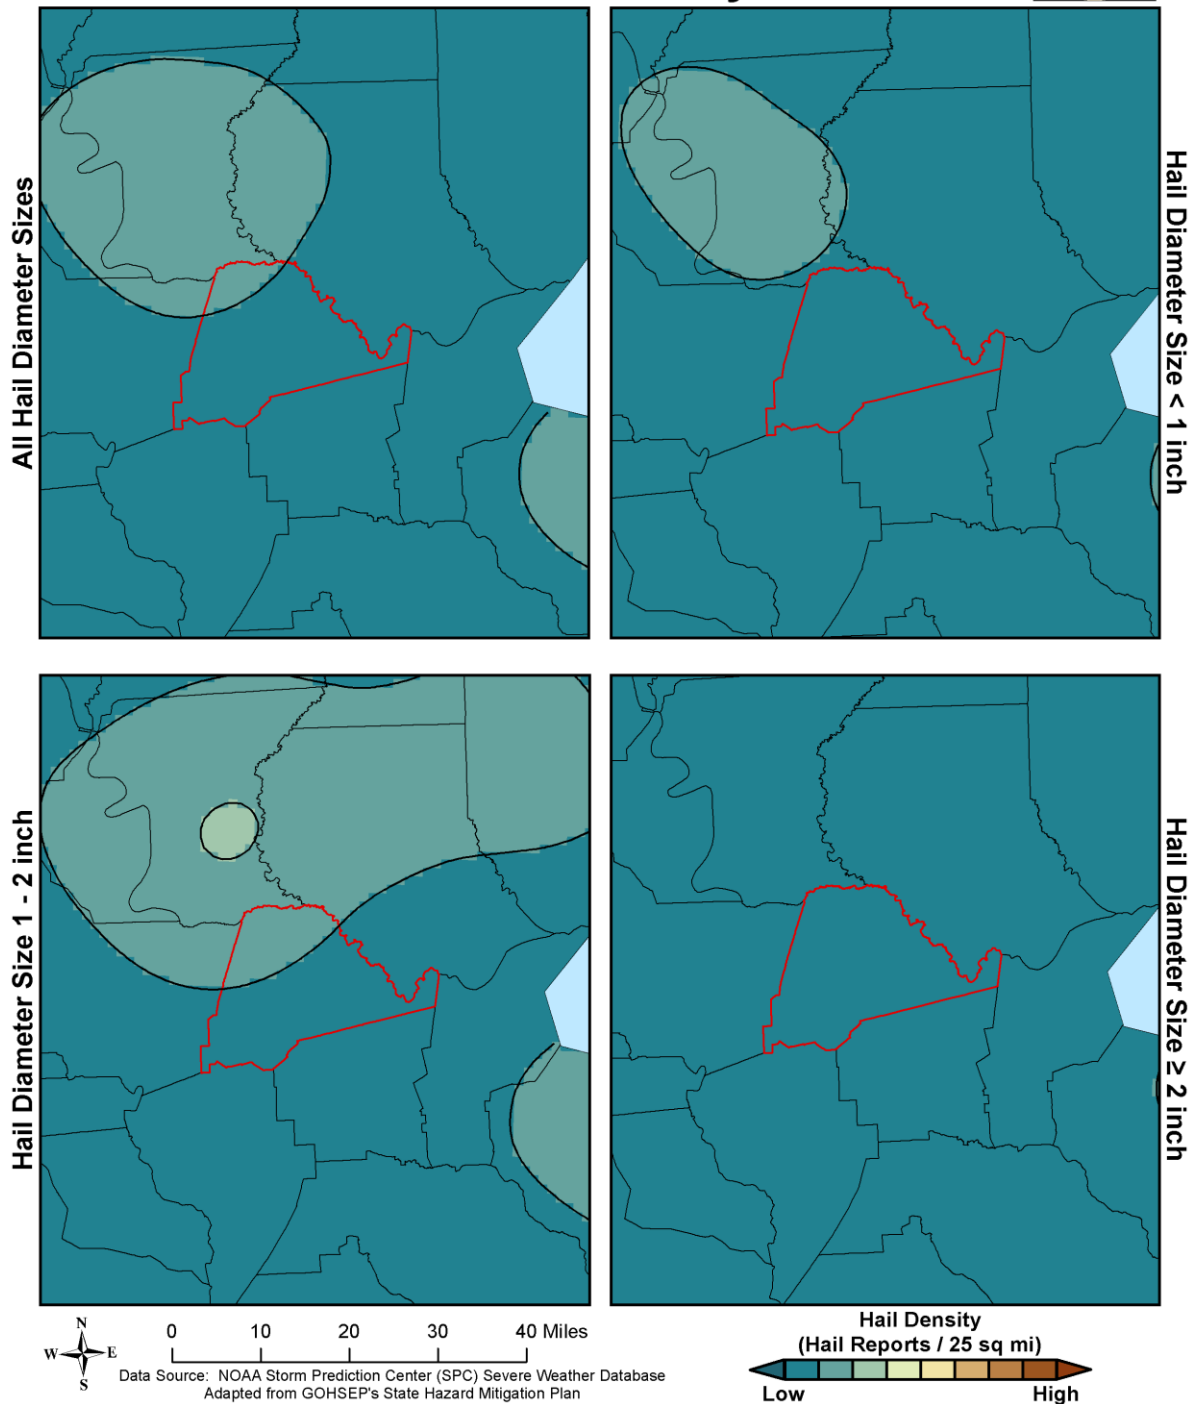 All Hail Diameter Sizes
Hail Diameter Size < 1 inch
Hail Diameter Size 1 - 2 inch
Hail Diameter Size ≥ 2 inch
N
W E
S
0 10 20 30 40 Miles
Data Source: NOAA Storm Prediction Center (SPC) Severe Weather Database
Adapted from GOHSEP's State Hazard Mitigation Plan
Hail Density
(Hail Reports / 25 sq mi)
Low High